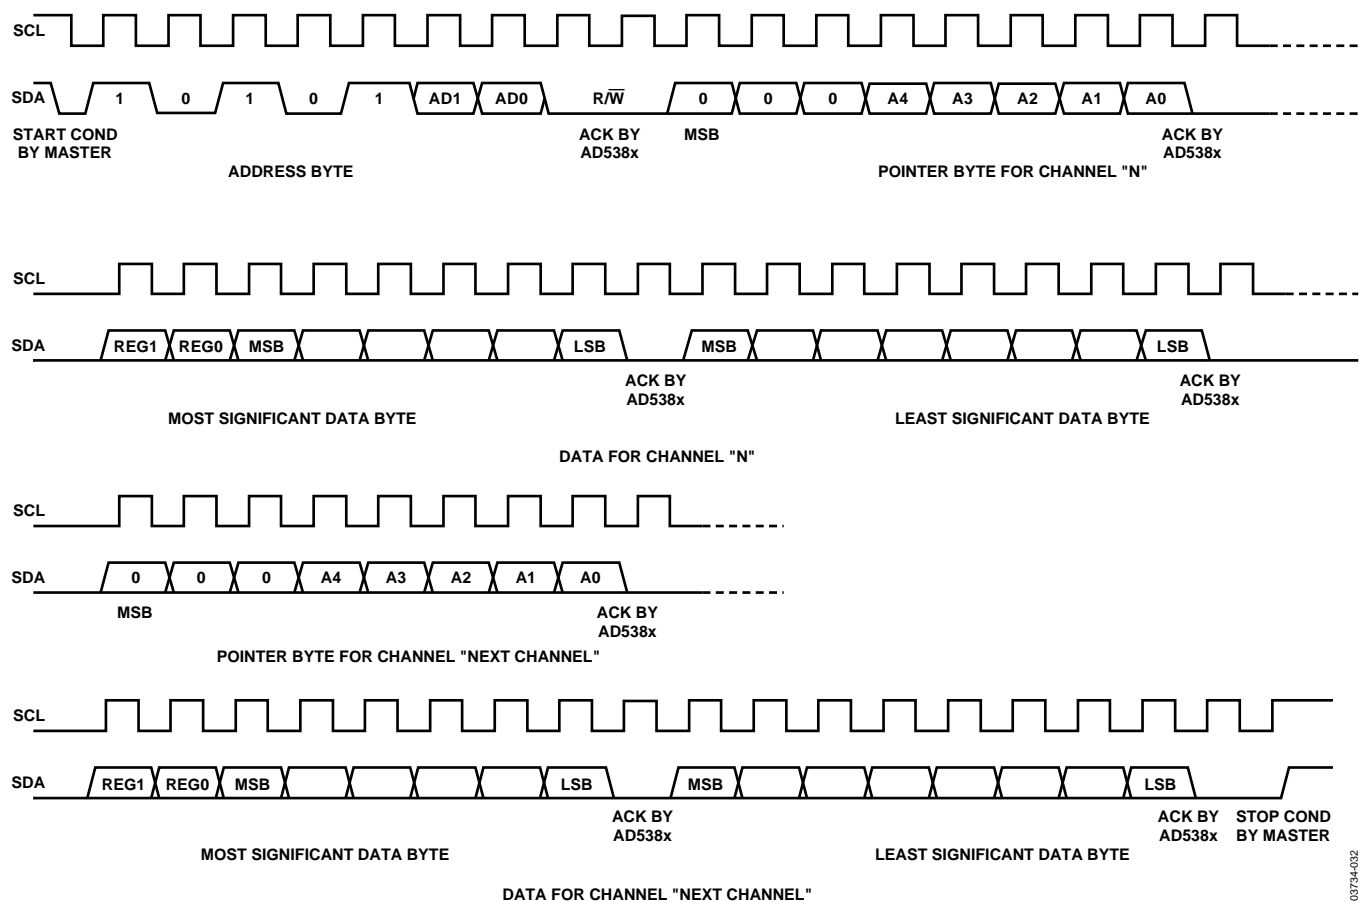 SCL
SDA 1 0 1 0 1 AD1 AD0 R/W̅ 0 0 0 A4 A3 A2 A1 A0
START COND ACK BY MSB ACK BY
BY MASTER AD538x AD538x
ADDRESS BYTE POINTER BYTE FOR CHANNEL "N"
SCL
SDA REG1 REG0 MSB LSB MSB LSB
ACK BY ACK BY
AD538x AD538x
MOST SIGNIFICANT DATA BYTE LEAST SIGNIFICANT DATA BYTE
DATA FOR CHANNEL "N"
SCL
SDA 0 0 0 A4 A3 A2 A1 A0
MSB ACK BY
AD538x
POINTER BYTE FOR CHANNEL "NEXT CHANNEL"
SCL
SDA REG1 REG0 MSB LSB MSB LSB
ACK BY ACK BY STOP COND
AD538x AD538x BY MASTER
MOST SIGNIFICANT DATA BYTE LEAST SIGNIFICANT DATA BYTE
DATA FOR CHANNEL "NEXT CHANNEL"
03734-032